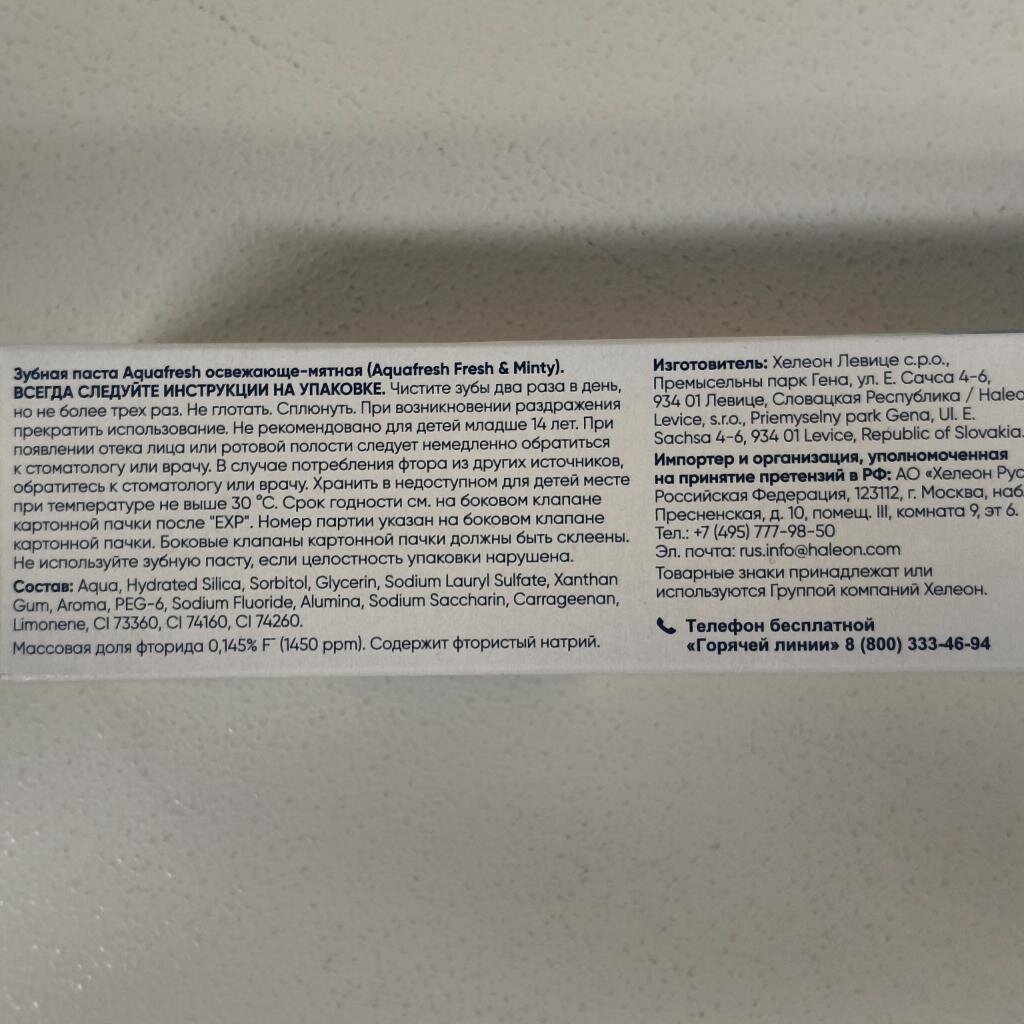 Зубная паста Aquafresh освежающе-мятная (Aquafresh Fresh & Minty).
ВСЕГДА СЛЕДУЙТЕ ИНСТРУКЦИИ НА УПАКОВКЕ. Чистите зубы два раза в день,
но не более трех раз. Не глотать. Сплюнуть. При возникновении раздражения
прекратить использование. Не рекомендовано для детей младше 14 лет. При
появлении отека лица или ротовой полости следует немедленно обратиться
к стоматологу или врачу. В случае потребления фтора из других источников,
обратитесь к стоматологу или врачу. Хранить в недоступном для детей месте
при температуре не выше 30 °C. Срок годности см. на боковом клапане
картонной пачки после "EXP". Номер партии указан на боковом клапане
картонной пачки. Боковые клапаны картонной пачки должны быть склеены.
Не используйте зубную пасту, если целостность упаковки нарушена.
Состав: Aqua, Hydrated Silica, Sorbitol, Glycerin, Sodium Lauryl Sulfate, Xanthan
Gum, Aroma, PEG-6, Sodium Fluoride, Alumina, Sodium Saccharin, Carrageenan,
Limonene, CI 73360, CI 74160, CI 74260.
Массовая доля фторида 0,145% F⁻ (1450 ppm). Содержит фтористый натрий.
Изготовитель: Хелеон Левице с.р.о.,
Премысельны парк Гена, ул. Е. Сачса 4-6,
934 01 Левице, Словацкая Республика / Haleo
Levice, s.r.o., Priemyselny park Gena, Ul. E.
Sachsa 4-6, 934 01 Levice, Republic of Slovakia.
Импортер и организация, уполномоченная
на принятие претензий в РФ: АО «Хелеон Рус
Российская Федерация, 123112, г. Москва, наб.
Пресненская, д. 10, помещ. III, комната 9, эт 6.
Тел.: +7 (495) 777-98-50
Эл. почта: rus.info@haleon.com
Товарные знаки принадлежат или
используются Группой компаний Хелеон.
Телефон бесплатной
«Горячей линии» 8 (800) 333-46-94